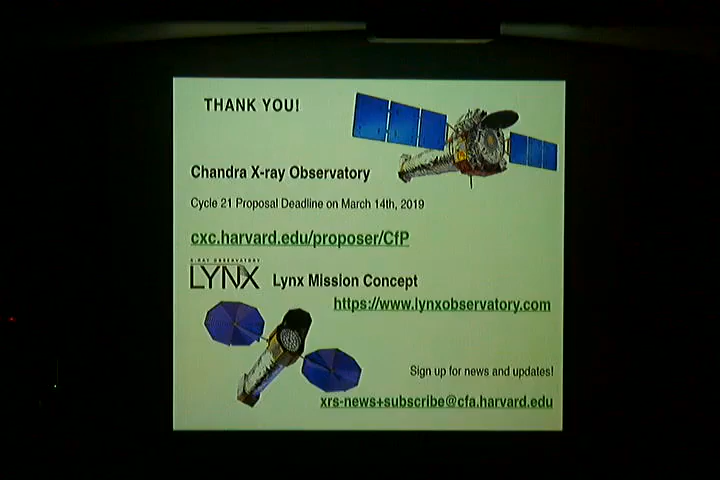 THANK YOU!
Chandra X-ray Observatory
Cycle 21 Proposal Deadline on March 14th, 2019
cxc.harvard.edu/proposer/CfP
X-RAY OBSERVATORY
LYNX
Lynx Mission Concept
https://www.lynxobservatory.com
Sign up for news and updates!
xrs-news+subscribe@cfa.harvard.edu